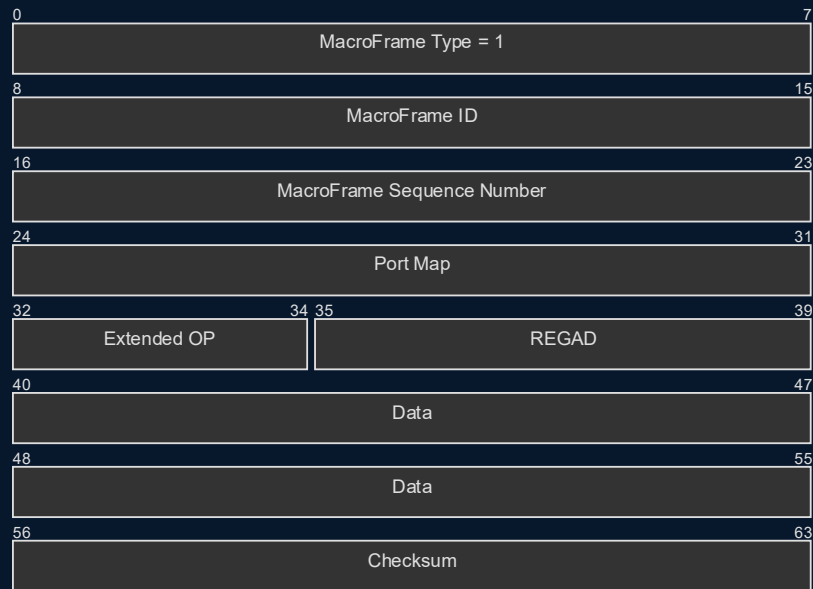 0 7
MacroFrame Type = 1
8 15
MacroFrame ID
16 23
MacroFrame Sequence Number
24 31
Port Map
32 34 35 39
Extended OP REGAD
40 47
Data
48 55
Data
56 63
Checksum